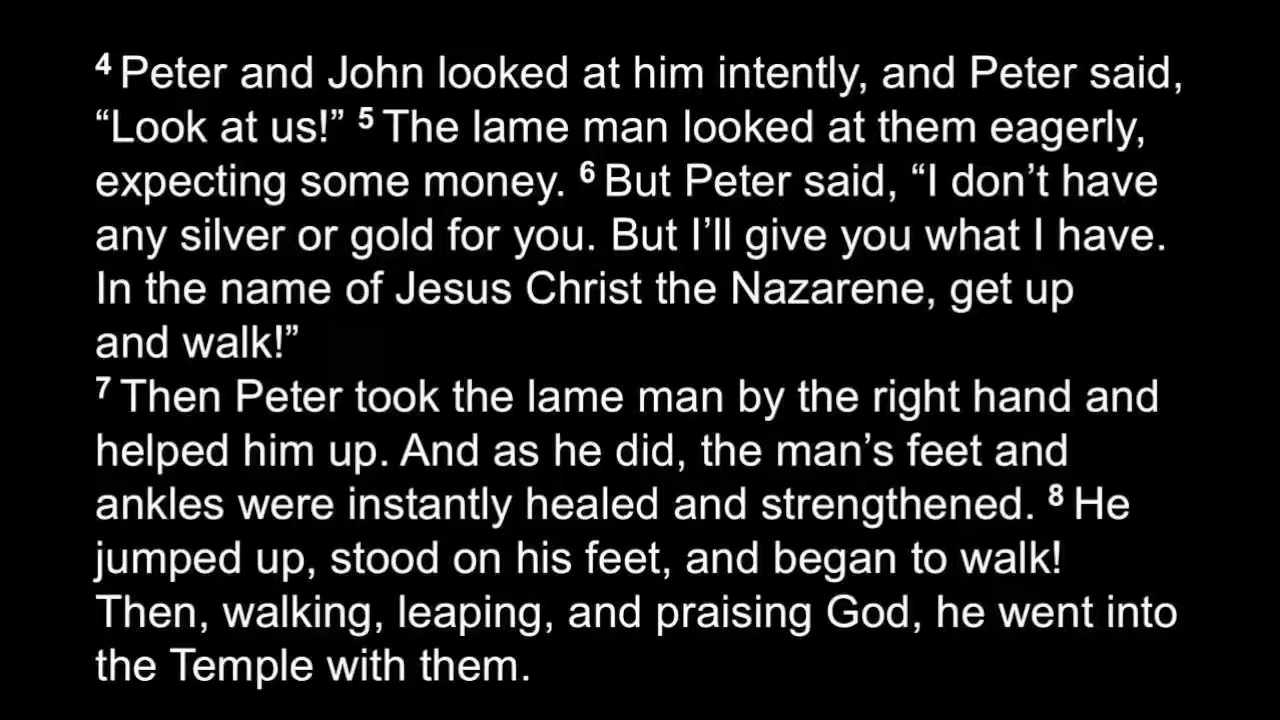 4 Peter and John looked at him intently, and Peter said,
“Look at us!” 5 The lame man looked at them eagerly,
expecting some money. 6 But Peter said, “I don’t have
any silver or gold for you. But I’ll give you what I have.
In the name of Jesus Christ the Nazarene, get up
and walk!”
7 Then Peter took the lame man by the right hand and
helped him up. And as he did, the man’s feet and
ankles were instantly healed and strengthened. 8 He
jumped up, stood on his feet, and began to walk!
Then, walking, leaping, and praising God, he went into
the Temple with them.